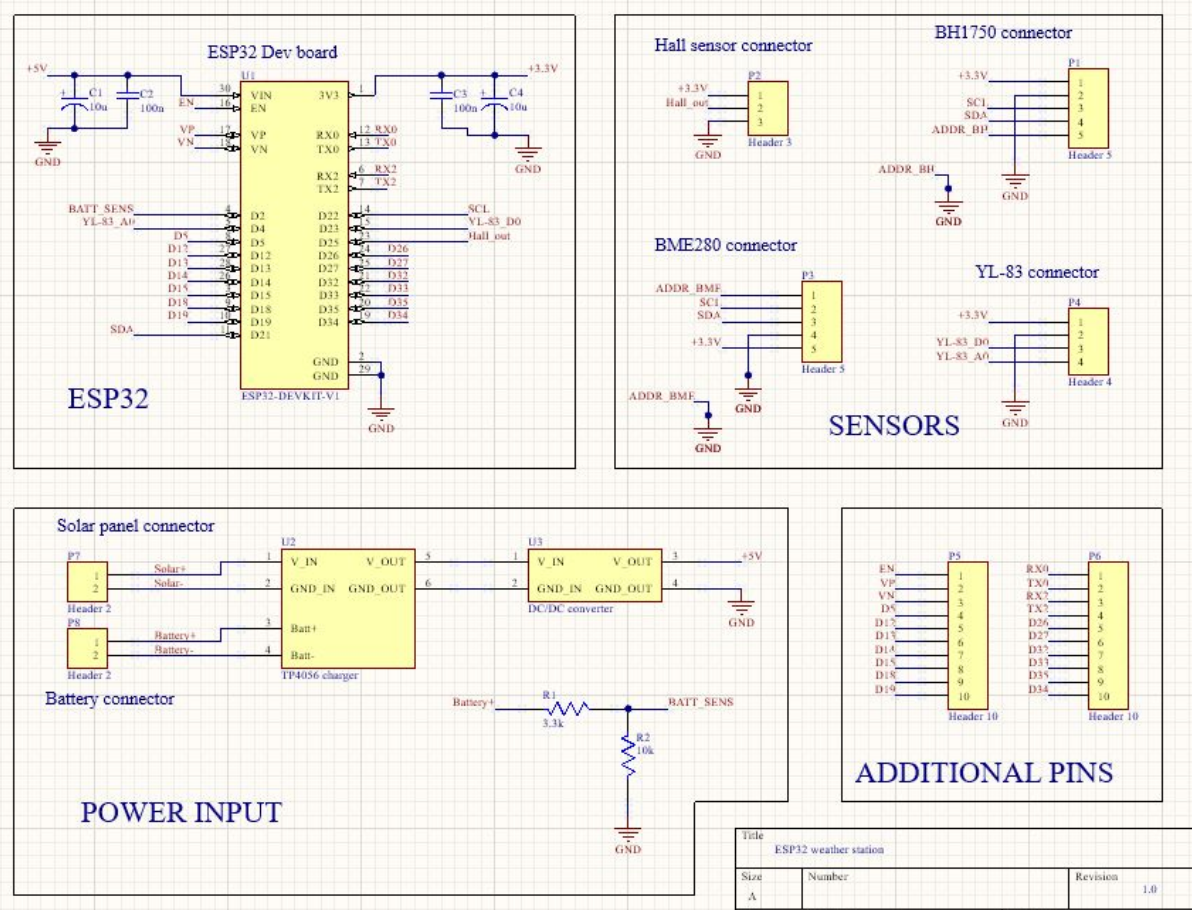 ESP32 Dev board
+5V
+3.3V
U1
C1
10u
C2
100n
C3
100n
C4
10u
GND
GND
EN 30 VIN 3V3 1
16 EN
VP 17 VP RX0 12 RX0
VN 18 VN TX0 13 TX0
RX2 6 RX2
TX2 7 TX2
BATT_SENS 4 D2 D22 14 SCL
YL-83_A0 5 D4 D23 YL-83_D0
D5 8 D5 D25 23 Hall_out
D12 27 D12 D26 24 D26
D13 28 D13 D27 25 D27
D14 26 D14 D32 D32
D15 3 D15 D33 22 D33
D18 9 D18 D35 20 D35
D19 10 D19 D34 19 D34
SDA 11 D21
GND 2
GND 29
ESP32-DEVKIT-V1
GND
ESP32
Hall sensor connector
P2
+3.3V 1
Hall_out 2
3
Header 3
GND
BH1750 connector
P1
+3.3V 1
2
SCL 3
SDA 4
ADDR_BH 5
Header 5
GND
ADDR_BH
GND
BME280 connector
P3
ADDR_BME 1
SCL 2
SDA 3
4
+3.3V 5
Header 5
GND
ADDR_BME
GND
YL-83 connector
P4
+3.3V 1
2
YL-83_D0 3
YL-83_A0 4
Header 4
GND
SENSORS
Solar panel connector
P7
1 Solar+
2 Solar-
Header 2
P8
1 Battery+
2 Battery-
Header 2
Battery connector
U2
1 V_IN V_OUT 5
2 GND_IN GND_OUT 6
3 Batt+
4 Batt-
TP4056 charger
U3
1 V_IN V_OUT 3 +5V
2 GND_IN GND_OUT 4
DC/DC converter
GND
Battery+ R1 BATT_SENS
3.3k
R2
10k
GND
POWER INPUT
P5
EN 1
VP 2
VN 3
D5 4
D12 5
D13 6
D14 7
D15 8
D18 9
D19 10
Header 10
P6
RX0 1
TX0 2
RX2 3
TX2 4
D26 5
D27 6
D32 7
D33 8
D35 9
D34 10
Header 10
ADDITIONAL PINS
Title
ESP32 weather station
Size Number Revision
A 1.0